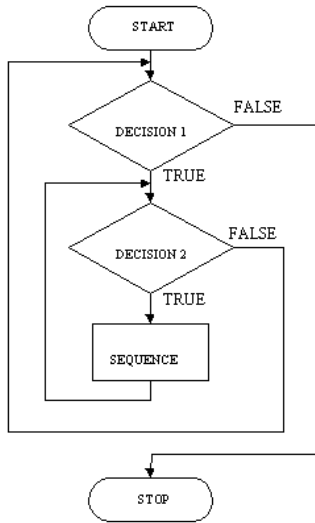 START
FALSE
DECISION 1
TRUE
FALSE
DECISION 2
TRUE
SEQUENCE
STOP